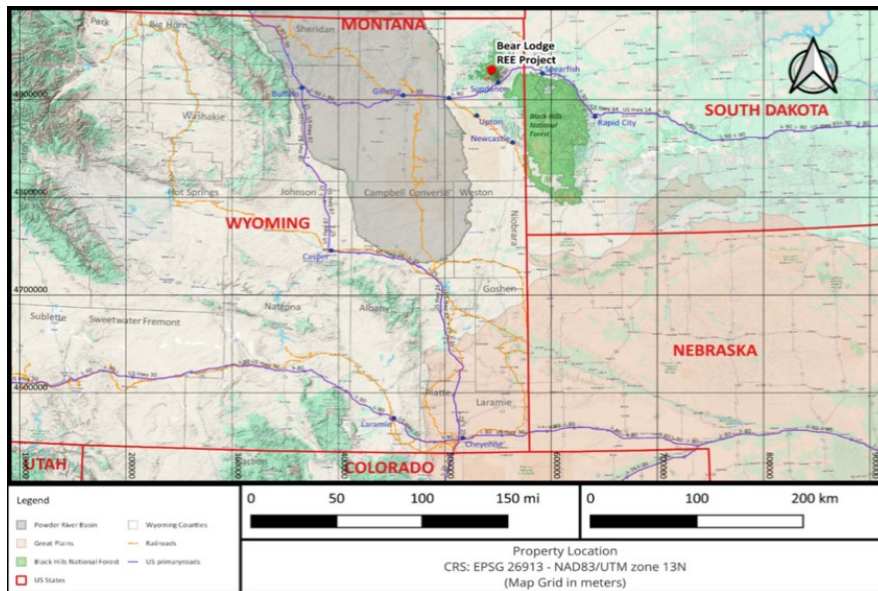 MONTANA
Park
Big Horn
Sheridan
Bear Lodge
REE Project
Spearfish
Buffalo
Gillette
Sundance
4900000
SOUTH DAKOTA
US Hwy 14
Washakie
Upton
Black Hills
National
Forest
Rapid City
Newcastle
Hot Springs
Johnson
Campbell
Converse
Weston
4800000
WYOMING
Niobrara
Casper
4700000
Goshen
Natrona
Albany
Sublette
Sweetwater
Fremont
NEBRASKA
Platte
Laramie
4600000
Laramie
Cheyenne
UTAH
COLORADO
200000
600000
800000
Legend
Powder River Basin
Wyoming Counties
Great Plains
Railroads
Black Hills National Forest
US primaryroads
US States
0 50 100 150 mi
0 100 200 km
Property Location
CRS: EPSG 26913 - NAD83/UTM zone 13N
(Map Grid in meters)